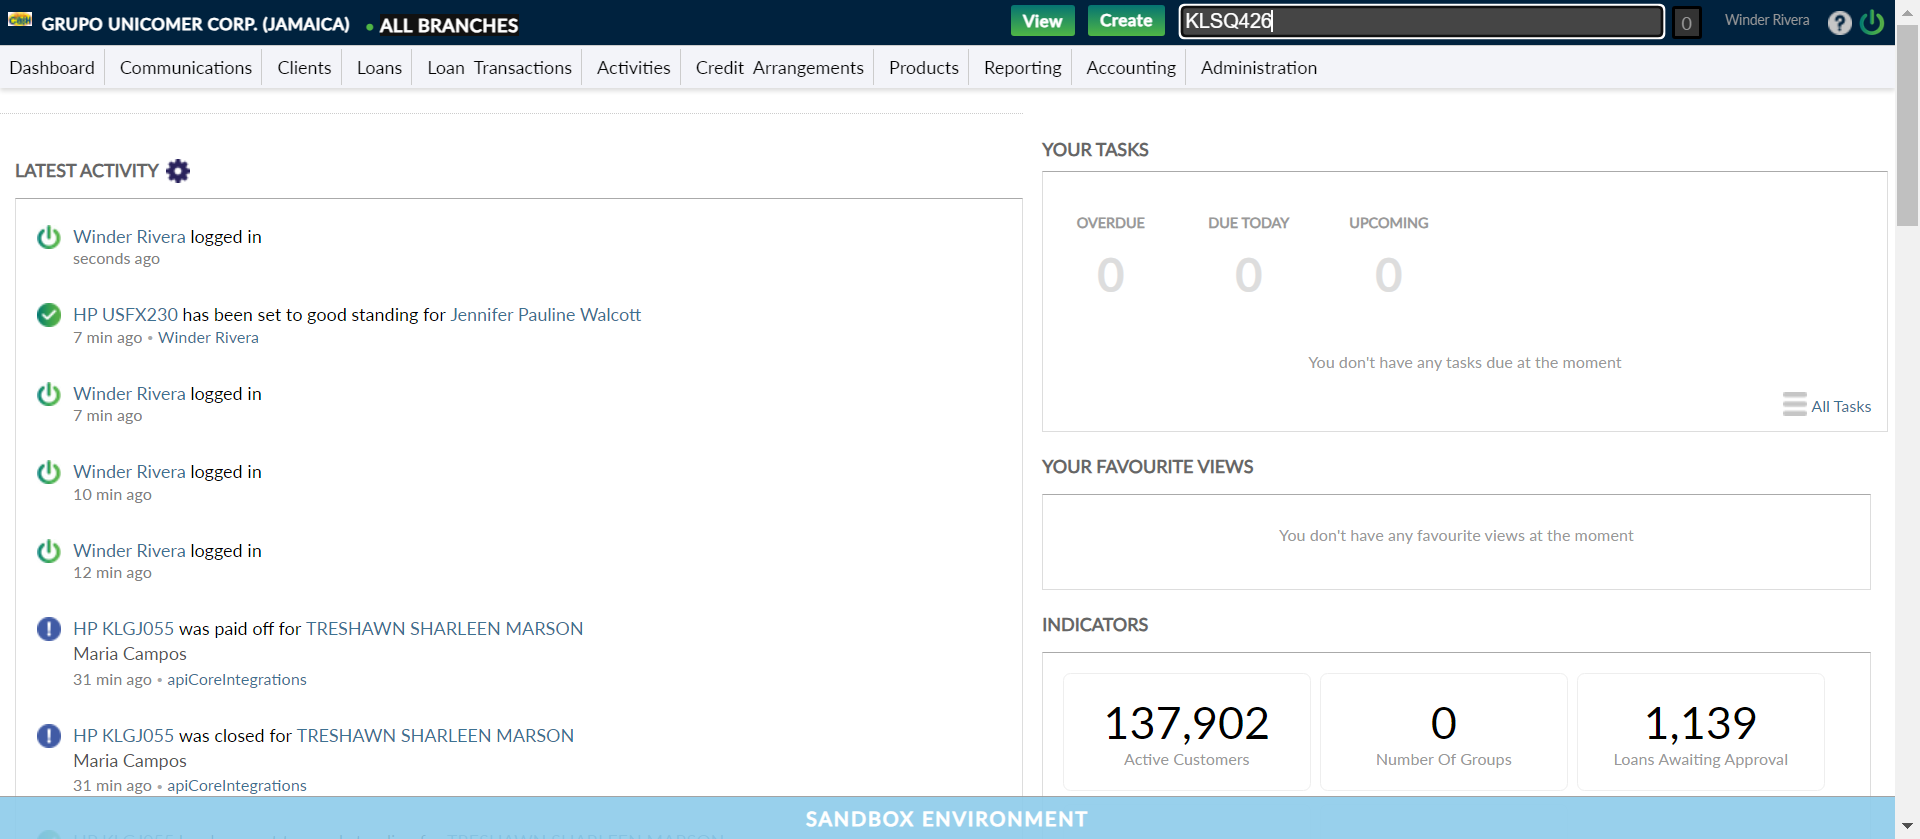 GRUPO UNICOMER CORP. (JAMAICA) • ALL BRANCHES
View Create KLSQ426 0 Winder Rivera ?
Dashboard Communications Clients Loans Loan Transactions Activities Credit Arrangements Products Reporting Accounting Administration
LATEST ACTIVITY
Winder Rivera logged in
seconds ago
HP USFX230 has been set to good standing for Jennifer Pauline Walcott
7 min ago • Winder Rivera
Winder Rivera logged in
7 min ago
Winder Rivera logged in
10 min ago
Winder Rivera logged in
12 min ago
HP KLGJ055 was paid off for TRESHAWN SHARLEEN MARSON
Maria Campos
31 min ago • apiCoreIntegrations
HP KLGJ055 was closed for TRESHAWN SHARLEEN MARSON
Maria Campos
31 min ago • apiCoreIntegrations
YOUR TASKS
OVERDUE DUE TODAY UPCOMING
0 0 0
You don't have any tasks due at the moment
All Tasks
YOUR FAVOURITE VIEWS
You don't have any favourite views at the moment
INDICATORS
137,902 0 1,139
Active Customers Number Of Groups Loans Awaiting Approval
SANDBOX ENVIRONMENT